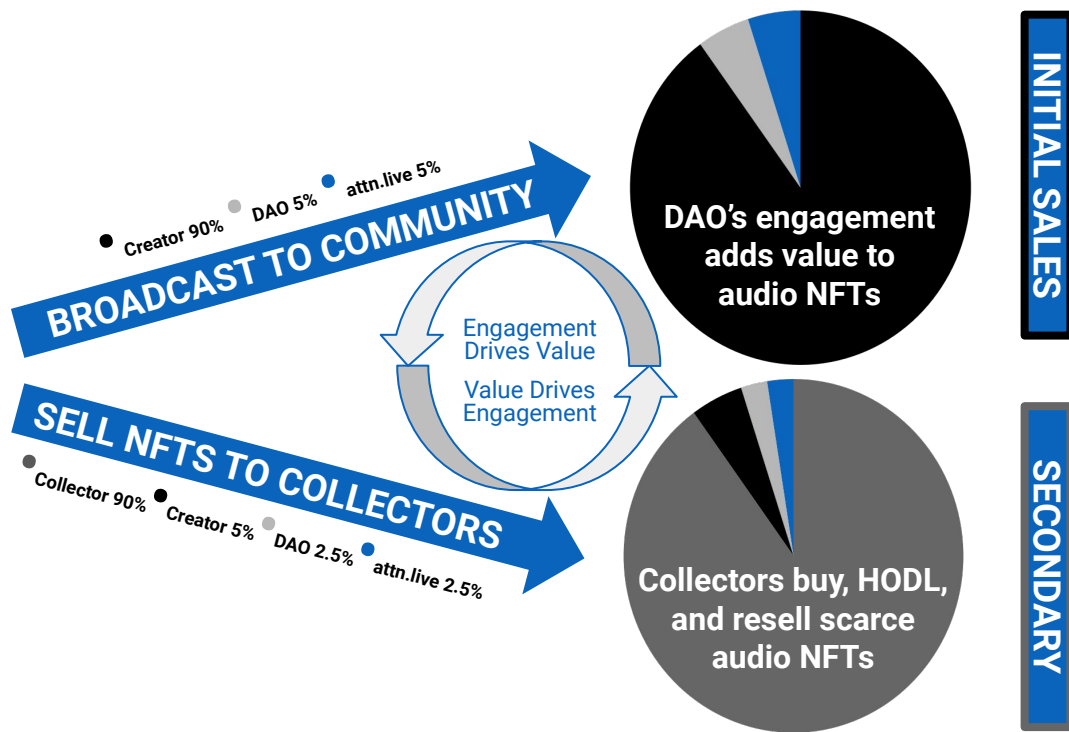 Creator 90%
DAO 5%
attn.live 5%
BROADCAST TO COMMUNITY
DAO's engagement
adds value to
audio NFTs
INITIAL SALES
Engagement
Drives Value
Value Drives
Engagement
SELL NFTS TO COLLECTORS
Collector 90%
Creator 5%
DAO 2.5%
attn.live 2.5%
Collectors buy, HODL,
and resell scarce
audio NFTs
SECONDARY